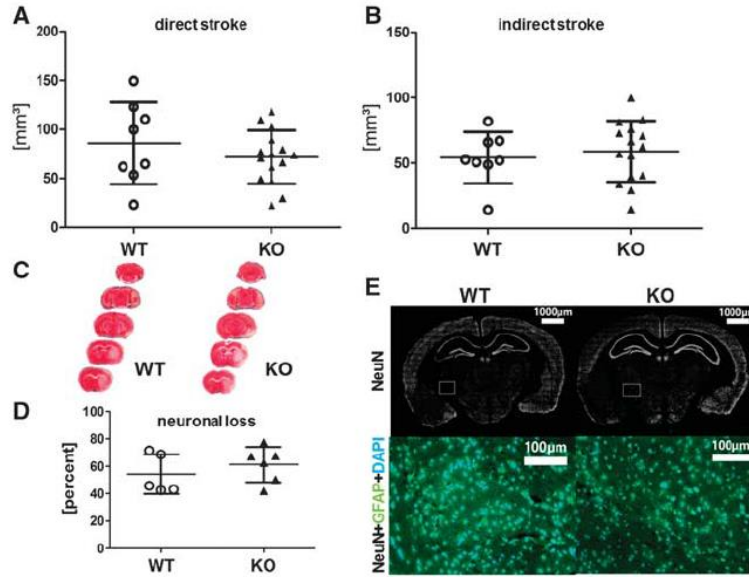 A
direct stroke
[mm³]
200
150
100
50
0
WT
KO
B
indirect stroke
[mm³]
150
100
50
0
WT
KO
C
WT
KO
D
neuronal loss
[percent]
100
80
60
40
20
0
WT
KO
E
WT
KO
NeuN
1000µm
1000µm
NeuN+GFAP+DAPI
100µm
100µm